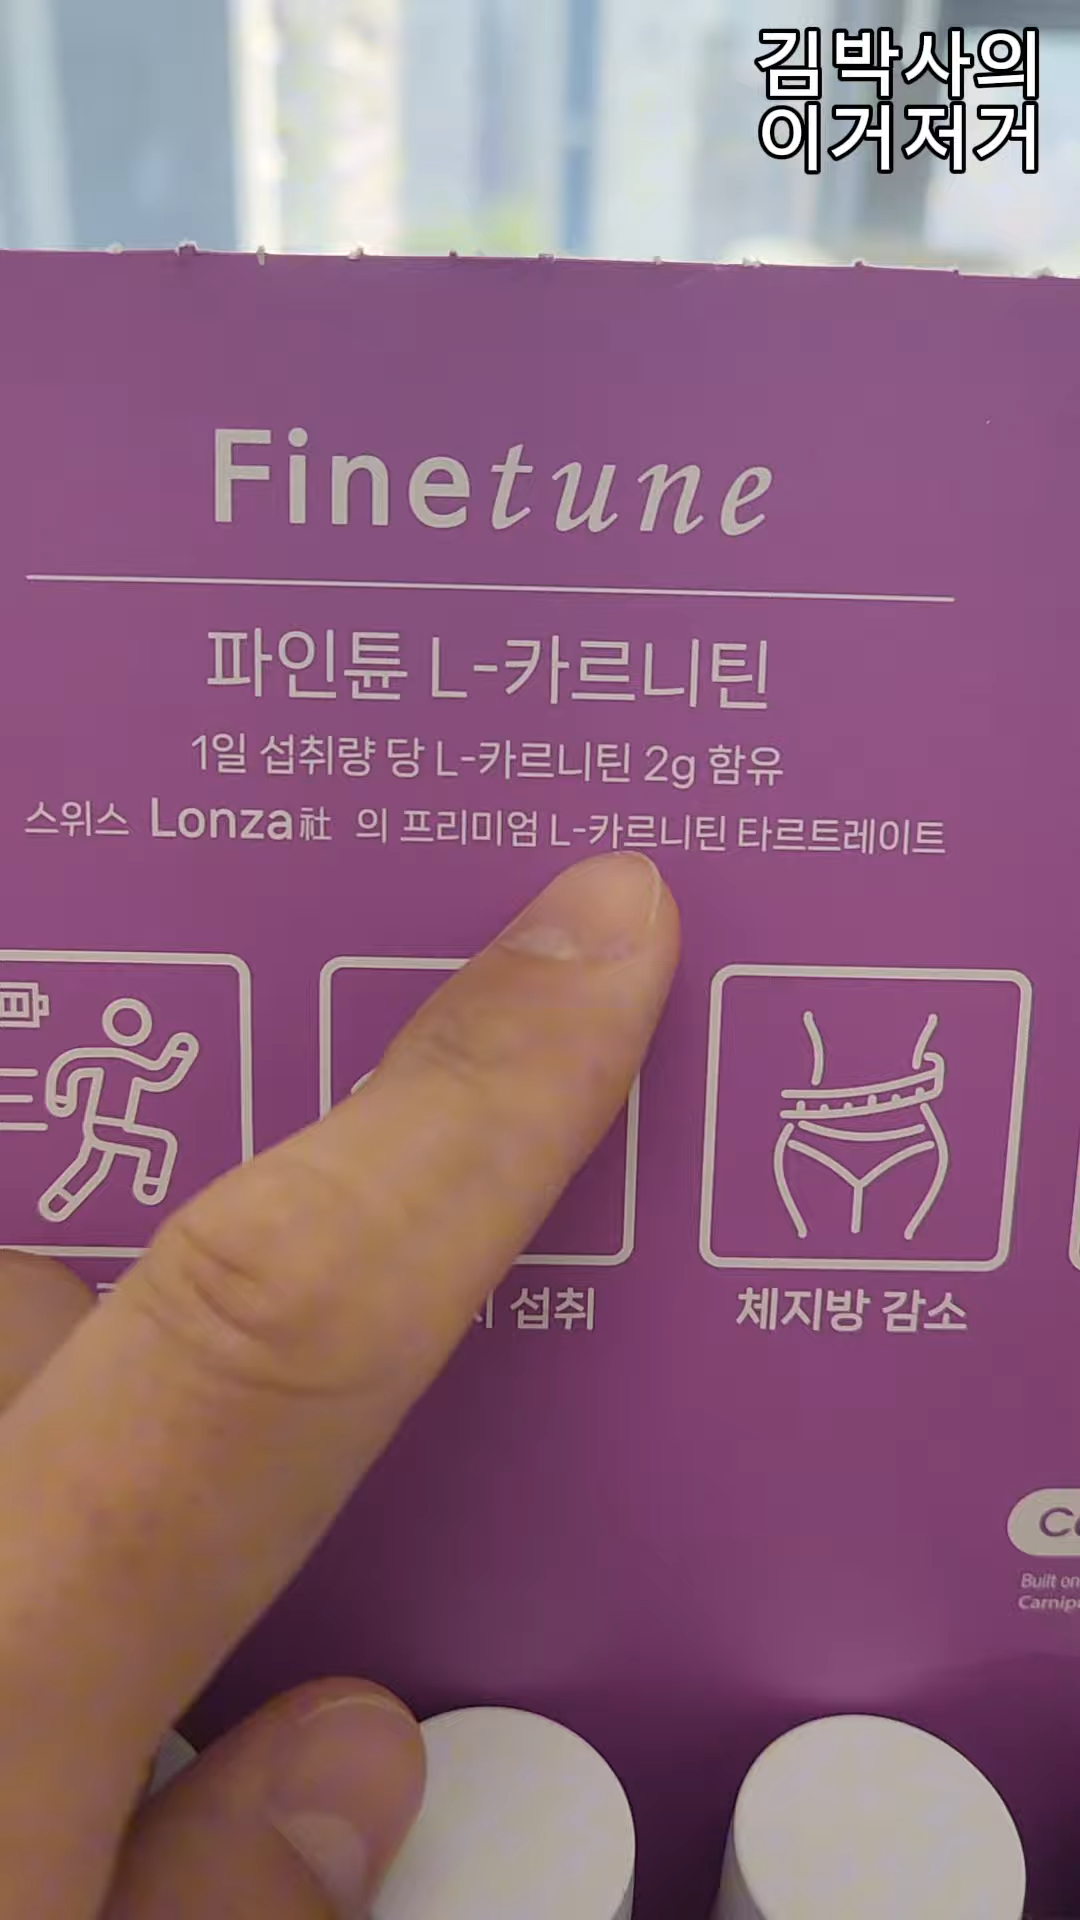 김박사의
이거저거
Finetune
파인튠 L-카르니틴
1일 섭취량 당 L-카르니틴 2g 함유
스위스 Lonza社 의 프리미엄 L-카르니틴 타르트레이트
섭취
체지방 감소
Built on